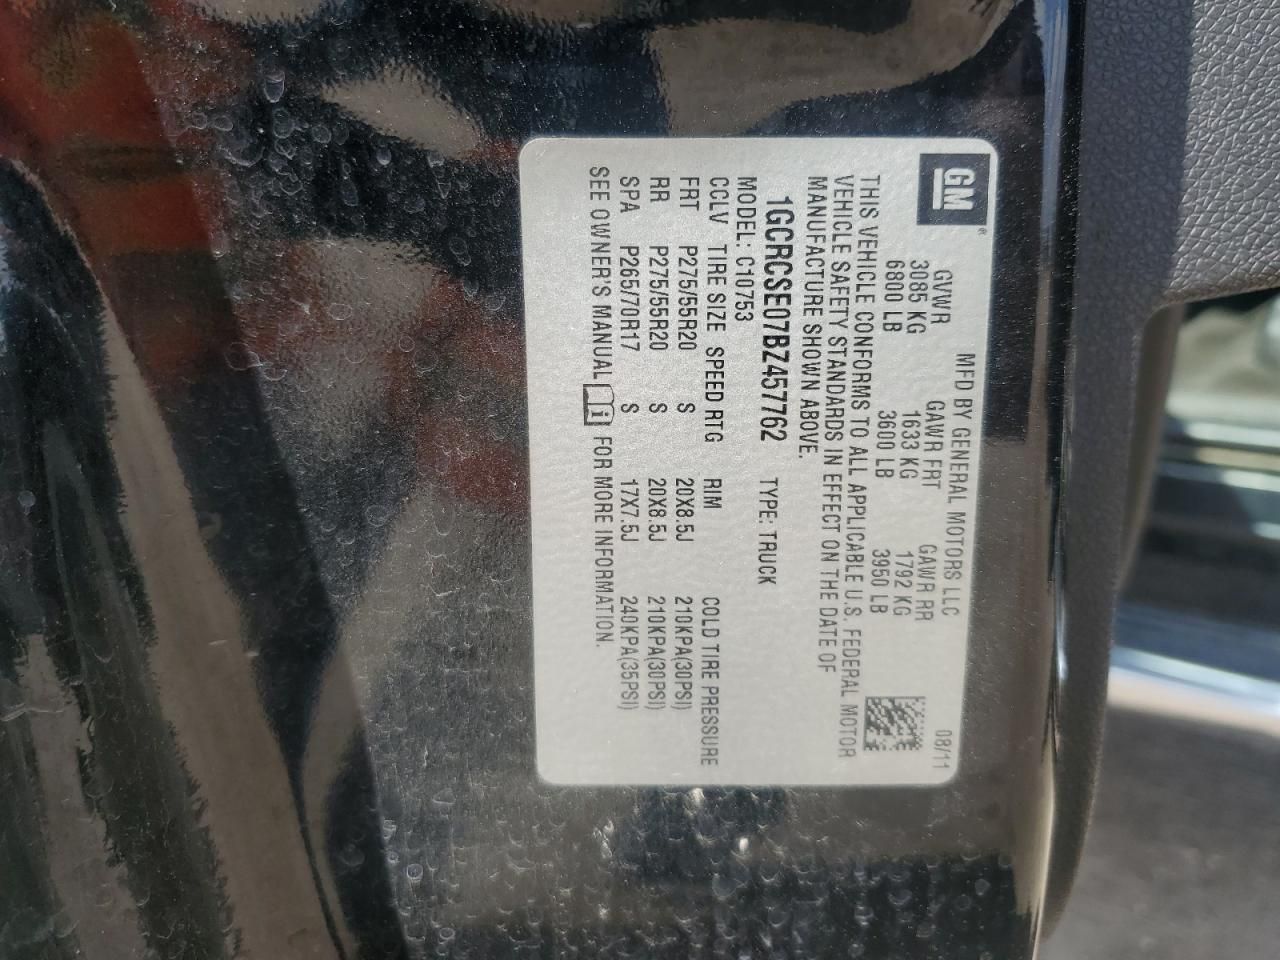 GM
MFD BY GENERAL MOTORS LLC 08/11
GVWR GAWR FRT GAWR RR
3085 KG 1633 KG 1792 KG
6800 LB 3600 LB 3950 LB
THIS VEHICLE CONFORMS TO ALL APPLICABLE U.S. FEDERAL MOTOR
VEHICLE SAFETY STANDARDS IN EFFECT ON THE DATE OF
MANUFACTURE SHOWN ABOVE.
1GCRCSE07BZ457762 TYPE: TRUCK
MODEL: C10753
CCLV TIRE SIZE SPEED RTG RIM COLD TIRE PRESSURE
FRT P275/55R20 S 20X8.5J 210KPA(30PSI)
RR P275/55R20 S 20X8.5J 210KPA(30PSI)
SPA P265/70R17 S 17X7.5J 240KPA(35PSI)
SEE OWNER'S MANUAL i FOR MORE INFORMATION.